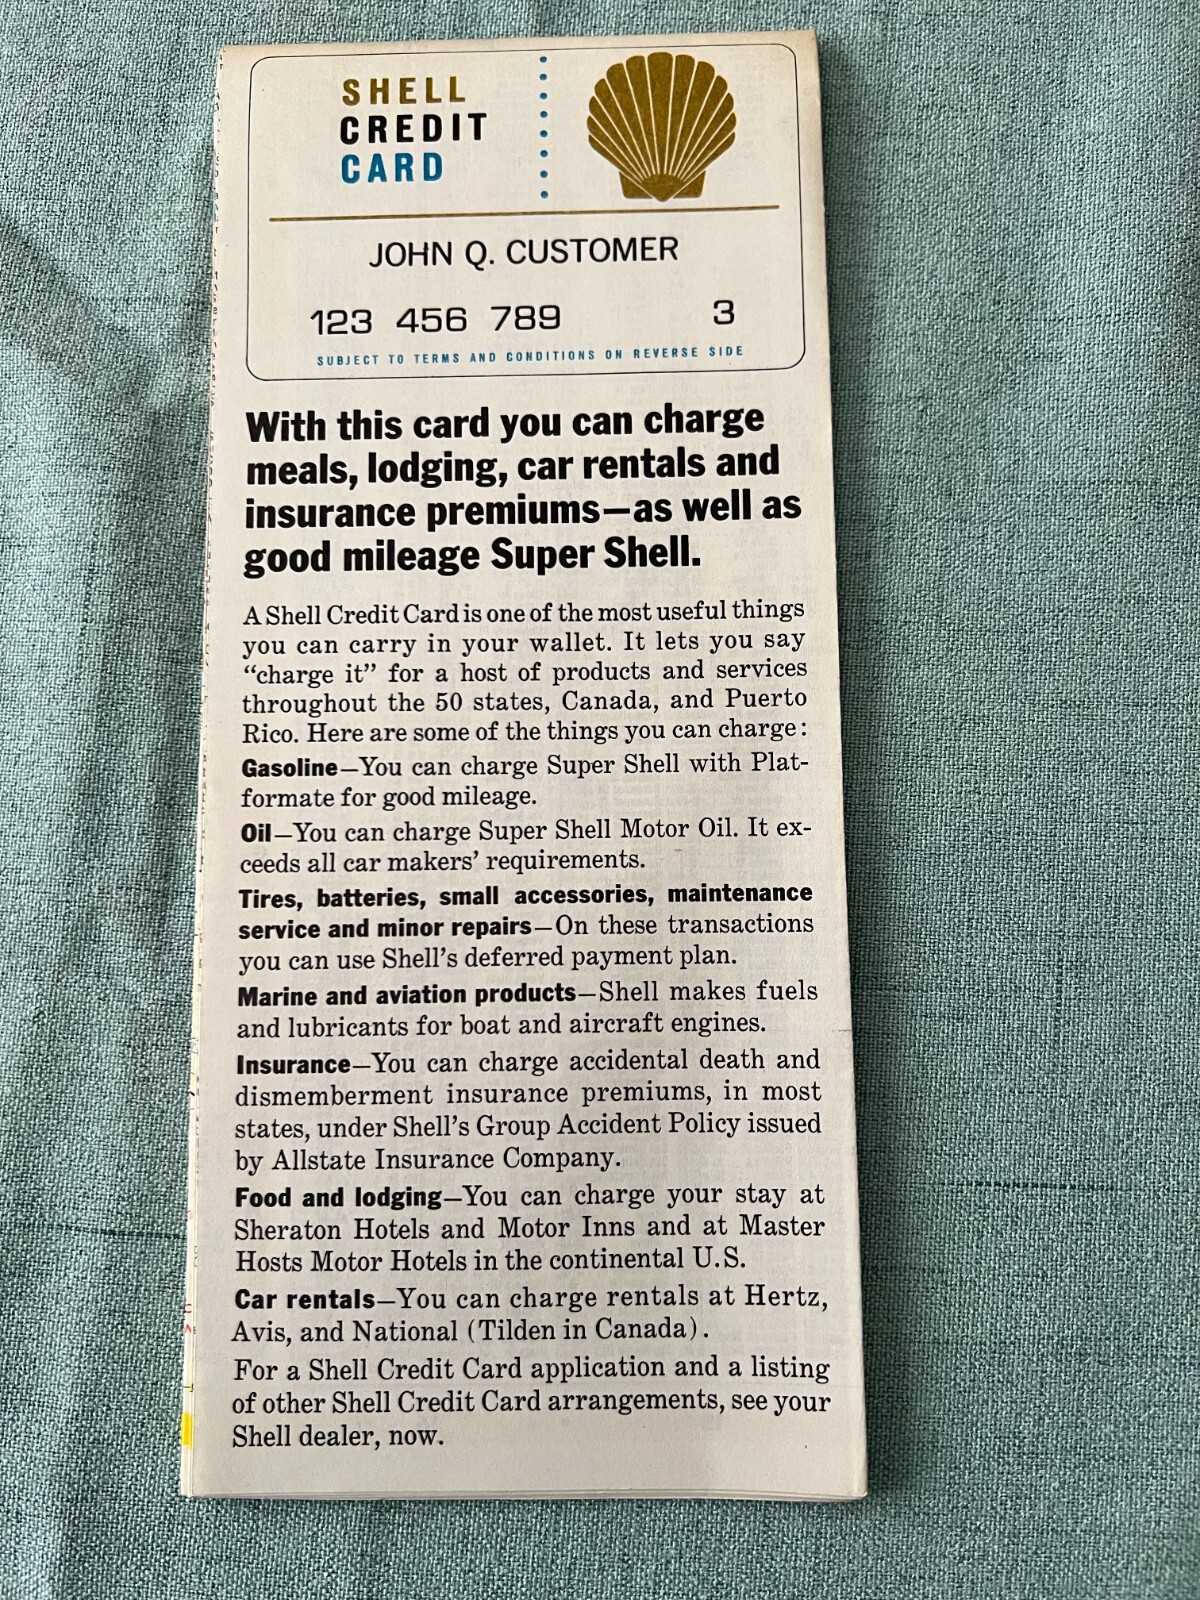 SHELL
CREDIT
CARD
JOHN Q. CUSTOMER
123 456 789 3
SUBJECT TO TERMS AND CONDITIONS ON REVERSE SIDE
With this card you can charge
meals, lodging, car rentals and
insurance premiums—as well as
good mileage Super Shell.
A Shell Credit Card is one of the most useful things
you can carry in your wallet. It lets you say
“charge it” for a host of products and services
throughout the 50 states, Canada, and Puerto
Rico. Here are some of the things you can charge:
Gasoline—You can charge Super Shell with Plat-
formate for good mileage.
Oil—You can charge Super Shell Motor Oil. It ex-
ceeds all car makers’ requirements.
Tires, batteries, small accessories, maintenance
service and minor repairs—On these transactions
you can use Shell’s deferred payment plan.
Marine and aviation products—Shell makes fuels
and lubricants for boat and aircraft engines.
Insurance—You can charge accidental death and
dismemberment insurance premiums, in most
states, under Shell’s Group Accident Policy issued
by Allstate Insurance Company.
Food and lodging—You can charge your stay at
Sheraton Hotels and Motor Inns and at Master
Hosts Motor Hotels in the continental U.S.
Car rentals—You can charge rentals at Hertz,
Avis, and National (Tilden in Canada).
For a Shell Credit Card application and a listing
of other Shell Credit Card arrangements, see your
Shell dealer, now.